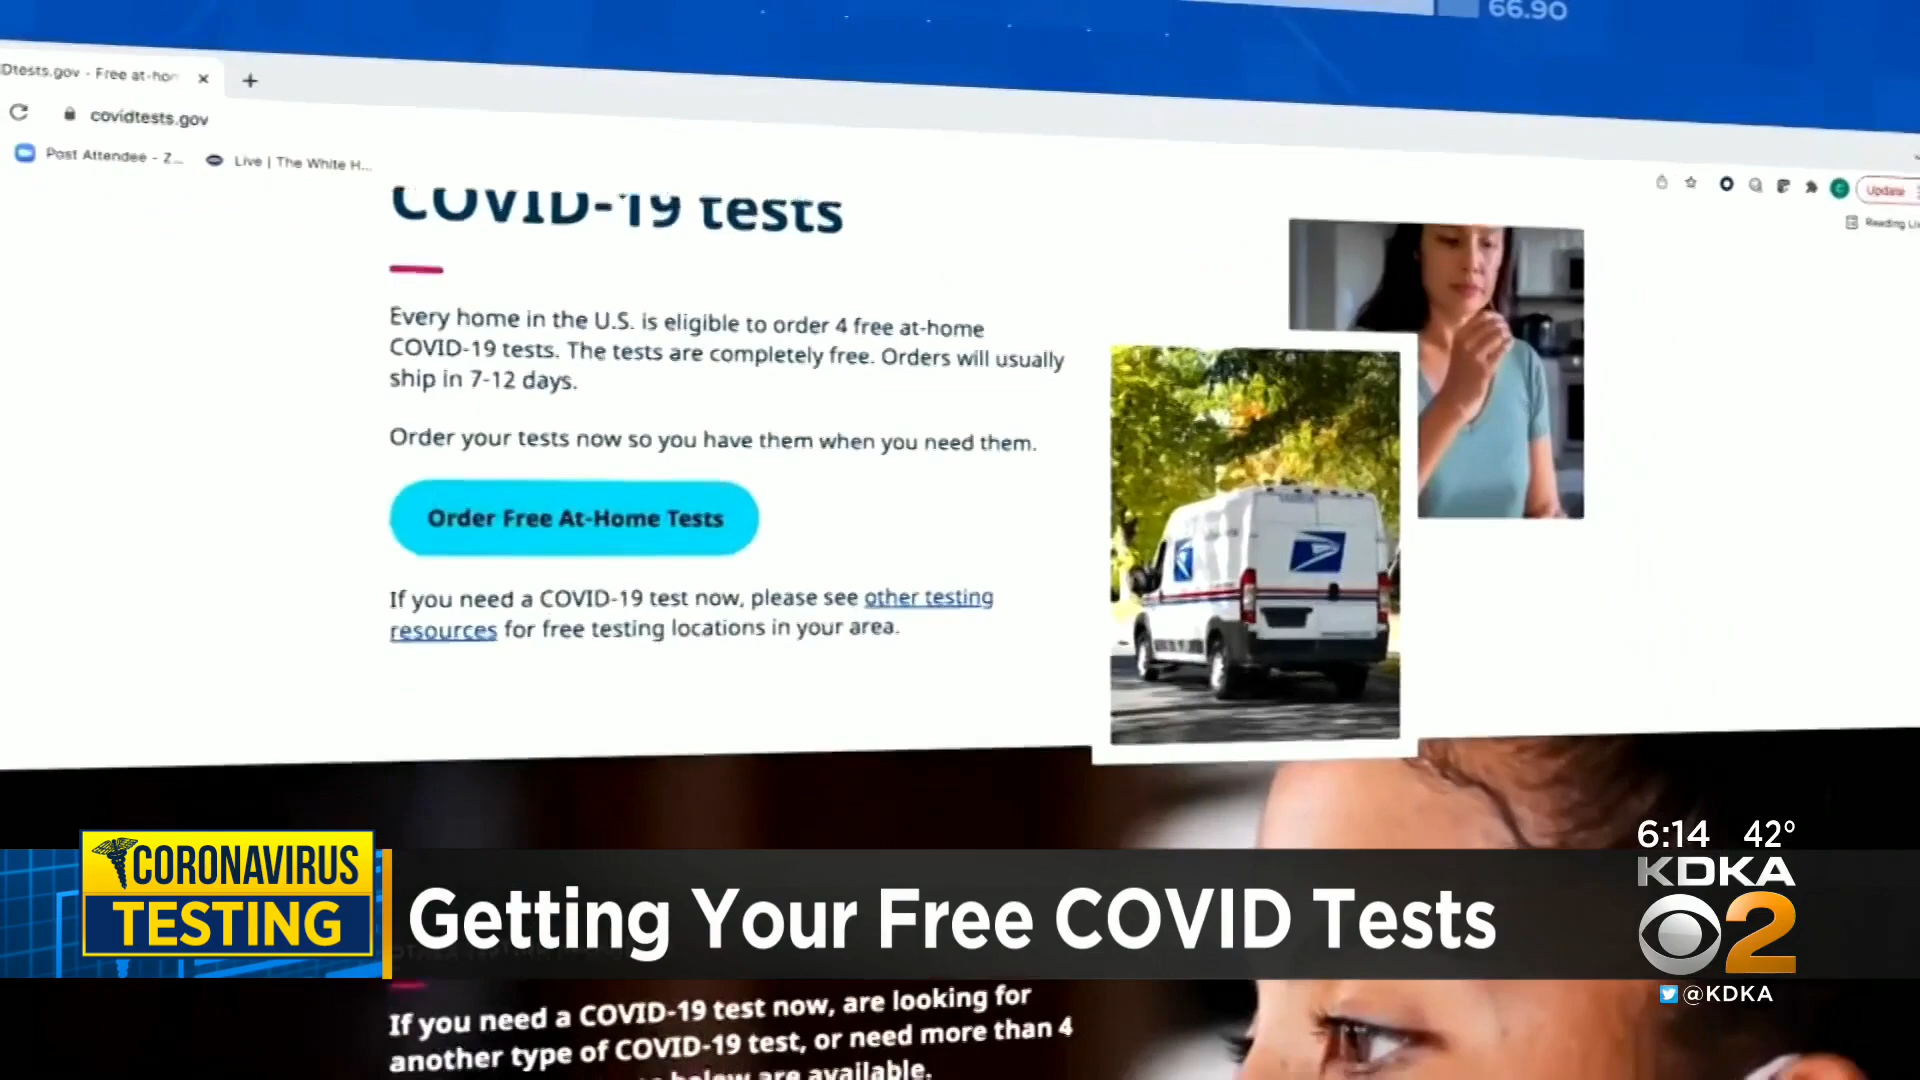 66.90
Dtests.gov - Free at-hom
covidtests.gov
Post Attendee - Z...
Live | The White H...
Update
Reading Li
COVID-19 tests
Every home in the U.S. is eligible to order 4 free at-home
COVID-19 tests. The tests are completely free. Orders will usually
ship in 7-12 days.
Order your tests now so you have them when you need them.
Order Free At-Home Tests
If you need a COVID-19 test now, please see other testing
resources for free testing locations in your area.
6:14 42°
KDKA
2
@KDKA
CORONAVIRUS
TESTING
Getting Your Free COVID Tests
If you need a COVID-19 test now, are looking for
another type of COVID-19 test, or need more than 4
below are available.